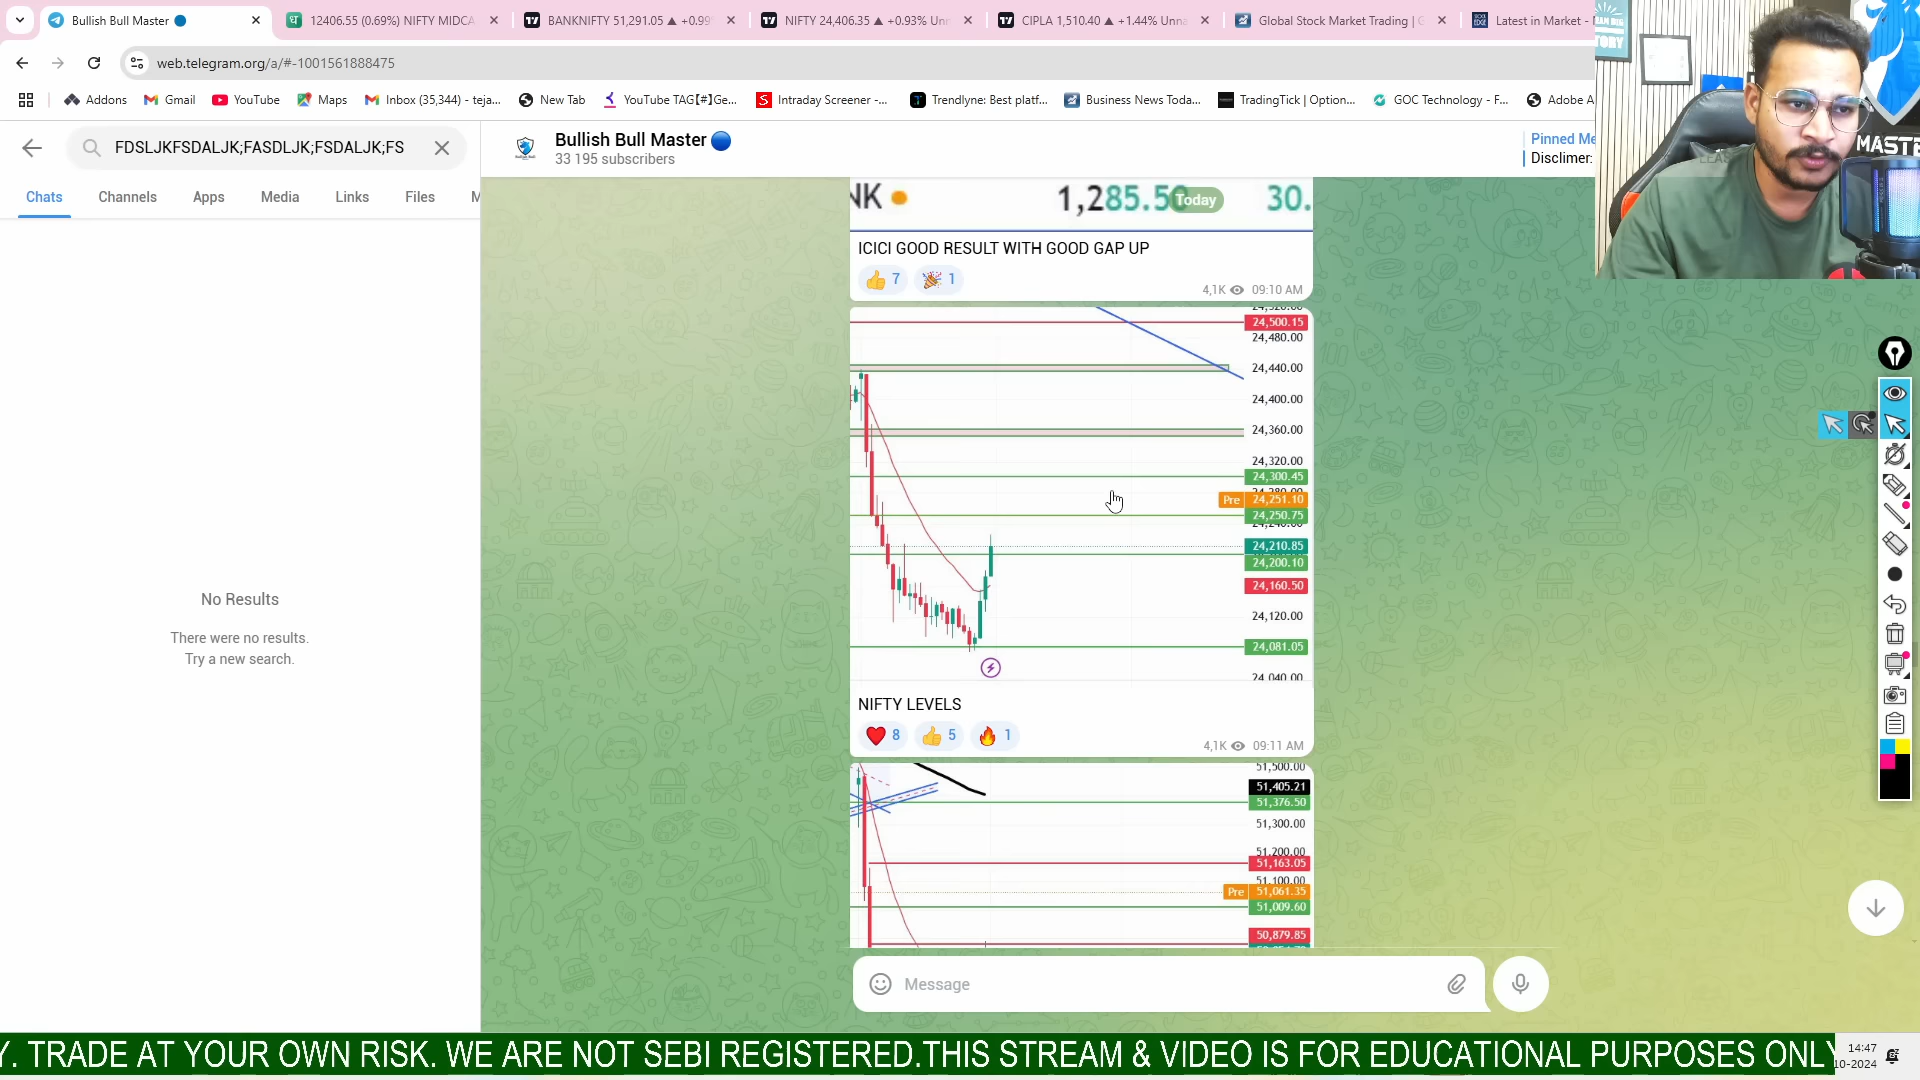 Bullish Bull Master
12406.55 (0.69%) NIFTY MIDCA
BANKNIFTY 51,291.05 ▲ +0.99
NIFTY 24,406.35 ▲ +0.93% Unn
CIPLA 1,510.40 ▲ +1.44% Unna
Global Stock Market Trading | G
Latest in Market -
web.telegram.org/a/#-1001561888475
Addons
Gmail
YouTube
Maps
Inbox (35,344) - teja...
New Tab
YouTube TAG【#】Ge...
Intraday Screener -...
Trendlyne: Best platf...
Business News Toda...
TradingTick | Option...
GOC Technology - F...
Adobe A
FDSLJKFSDALJK;FASDLJK;FSDALJK;FS
Chats
Channels
Apps
Media
Links
Files
M
No Results
There were no results.
Try a new search.
Bullish Bull Master
33 195 subscribers
Pinned Me
Disclimer:
NK
1,285.50
Today
30.
ICICI GOOD RESULT WITH GOOD GAP UP
7
1
4,1K 09:10 AM
24,500.15
24,480.00
24,440.00
24,400.00
24,360.00
24,320.00
24,300.45
Pre 24,251.10
24,250.75
24,210.85
24,200.10
24,160.50
24,120.00
24,081.05
24,040.00
NIFTY LEVELS
8
5
1
4,1K 09:11 AM
51,500.00
51,405.21
51,376.50
51,300.00
51,200.00
51,163.05
51,100.00
Pre 51,061.35
51,009.60
50,879.85
Message
MASTE
TORY
Y. TRADE AT YOUR OWN RISK. WE ARE NOT SEBI REGISTERED.THIS STREAM & VIDEO IS FOR EDUCATIONAL PURPOSES ONLY
14:47
10-2024